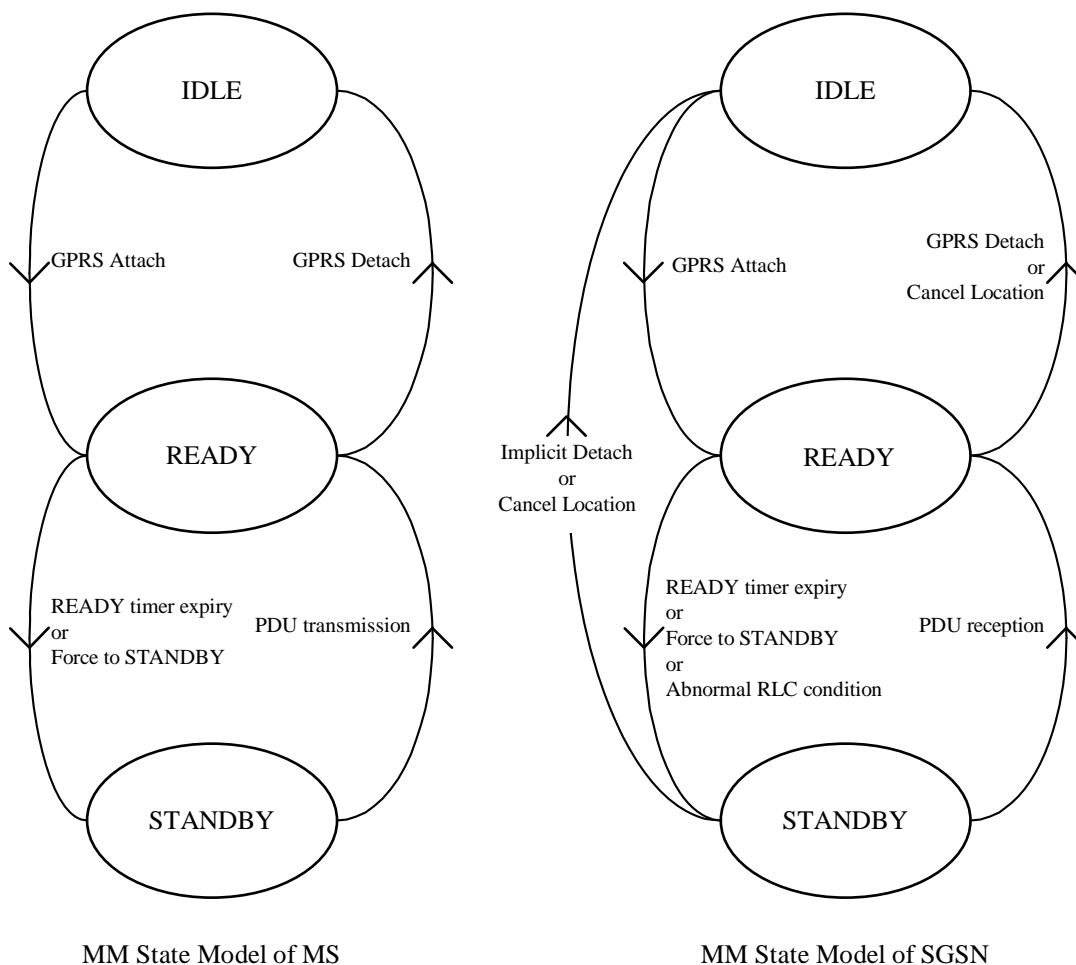 IDLE
GPRS Attach
GPRS Detach
READY
READY timer expiry
or
Force to STANDBY
PDU transmission
STANDBY
MM State Model of MS
IDLE
GPRS Attach
GPRS Detach
or
Cancel Location
Implicit Detach
or
Cancel Location
READY
READY timer expiry
or
Force to STANDBY
or
Abnormal RLC condition
PDU reception
STANDBY
MM State Model of SGSN